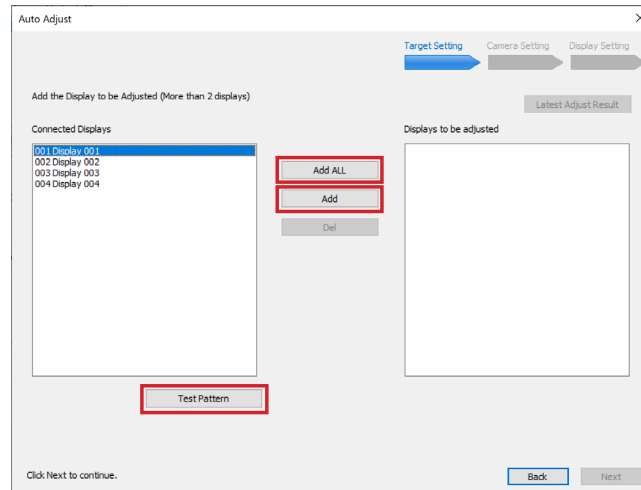 Auto Adjust
Target Setting
Camera Setting
Display Setting
Add the Display to be Adjusted (More than 2 displays)
Latest Adjust Result
Connected Displays
Displays to be adjusted
001 Display 001
002 Display 002
003 Display 003
004 Display 004
Add ALL
Add
Del
Test Pattern
Click Next to continue.
Back
Next